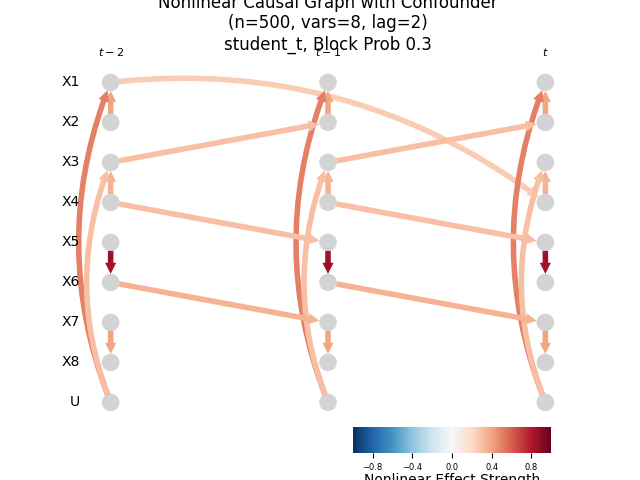 Nonlinear Causal Graph with Confounder
(n=500, vars=8, lag=2)
student_t, Block Prob 0.3
t − 2
t − 1
t
X1
X2
X3
X4
X5
X6
X7
X8
U
−0.8 −0.4 0.0 0.4 0.8
Nonlinear Effect Strength